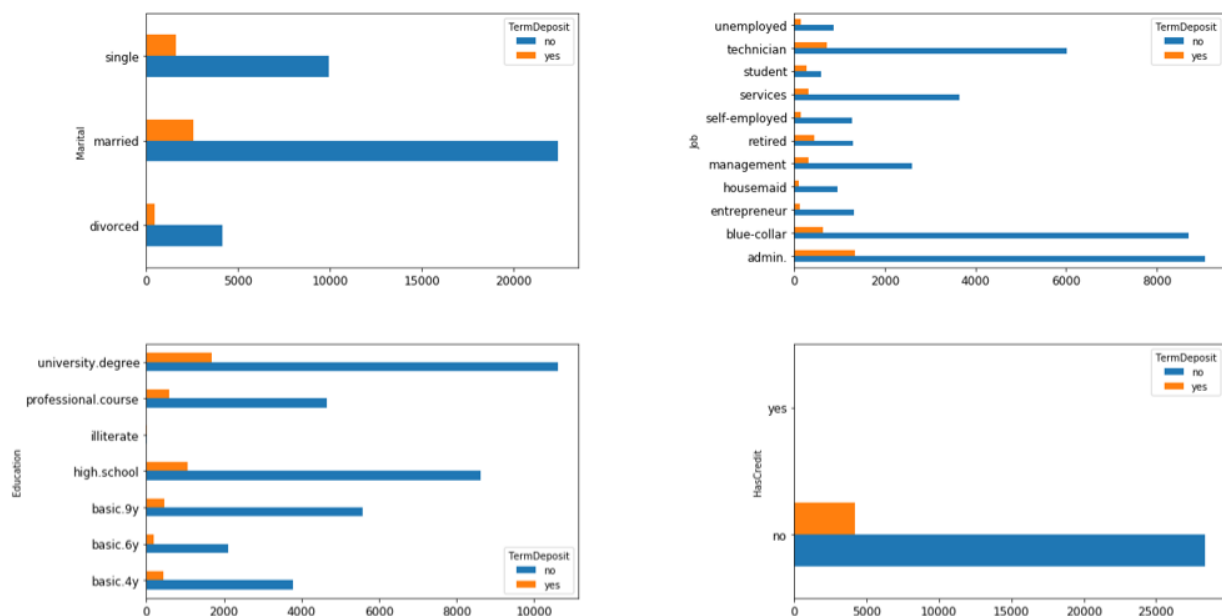 TermDeposit
no
yes
single
married
divorced
Marital
0 5000 10000 15000 20000
TermDeposit
no
yes
unemployed
technician
student
services
self-employed
retired
management
housemaid
entrepreneur
blue-collar
admin.
Job
0 2000 4000 6000 8000
university.degree
professional.course
illiterate
high.school
basic.9y
basic.6y
basic.4y
Education
TermDeposit
no
yes
0 2000 4000 6000 8000 10000
TermDeposit
no
yes
yes
no
HasCredit
0 5000 10000 15000 20000 25000